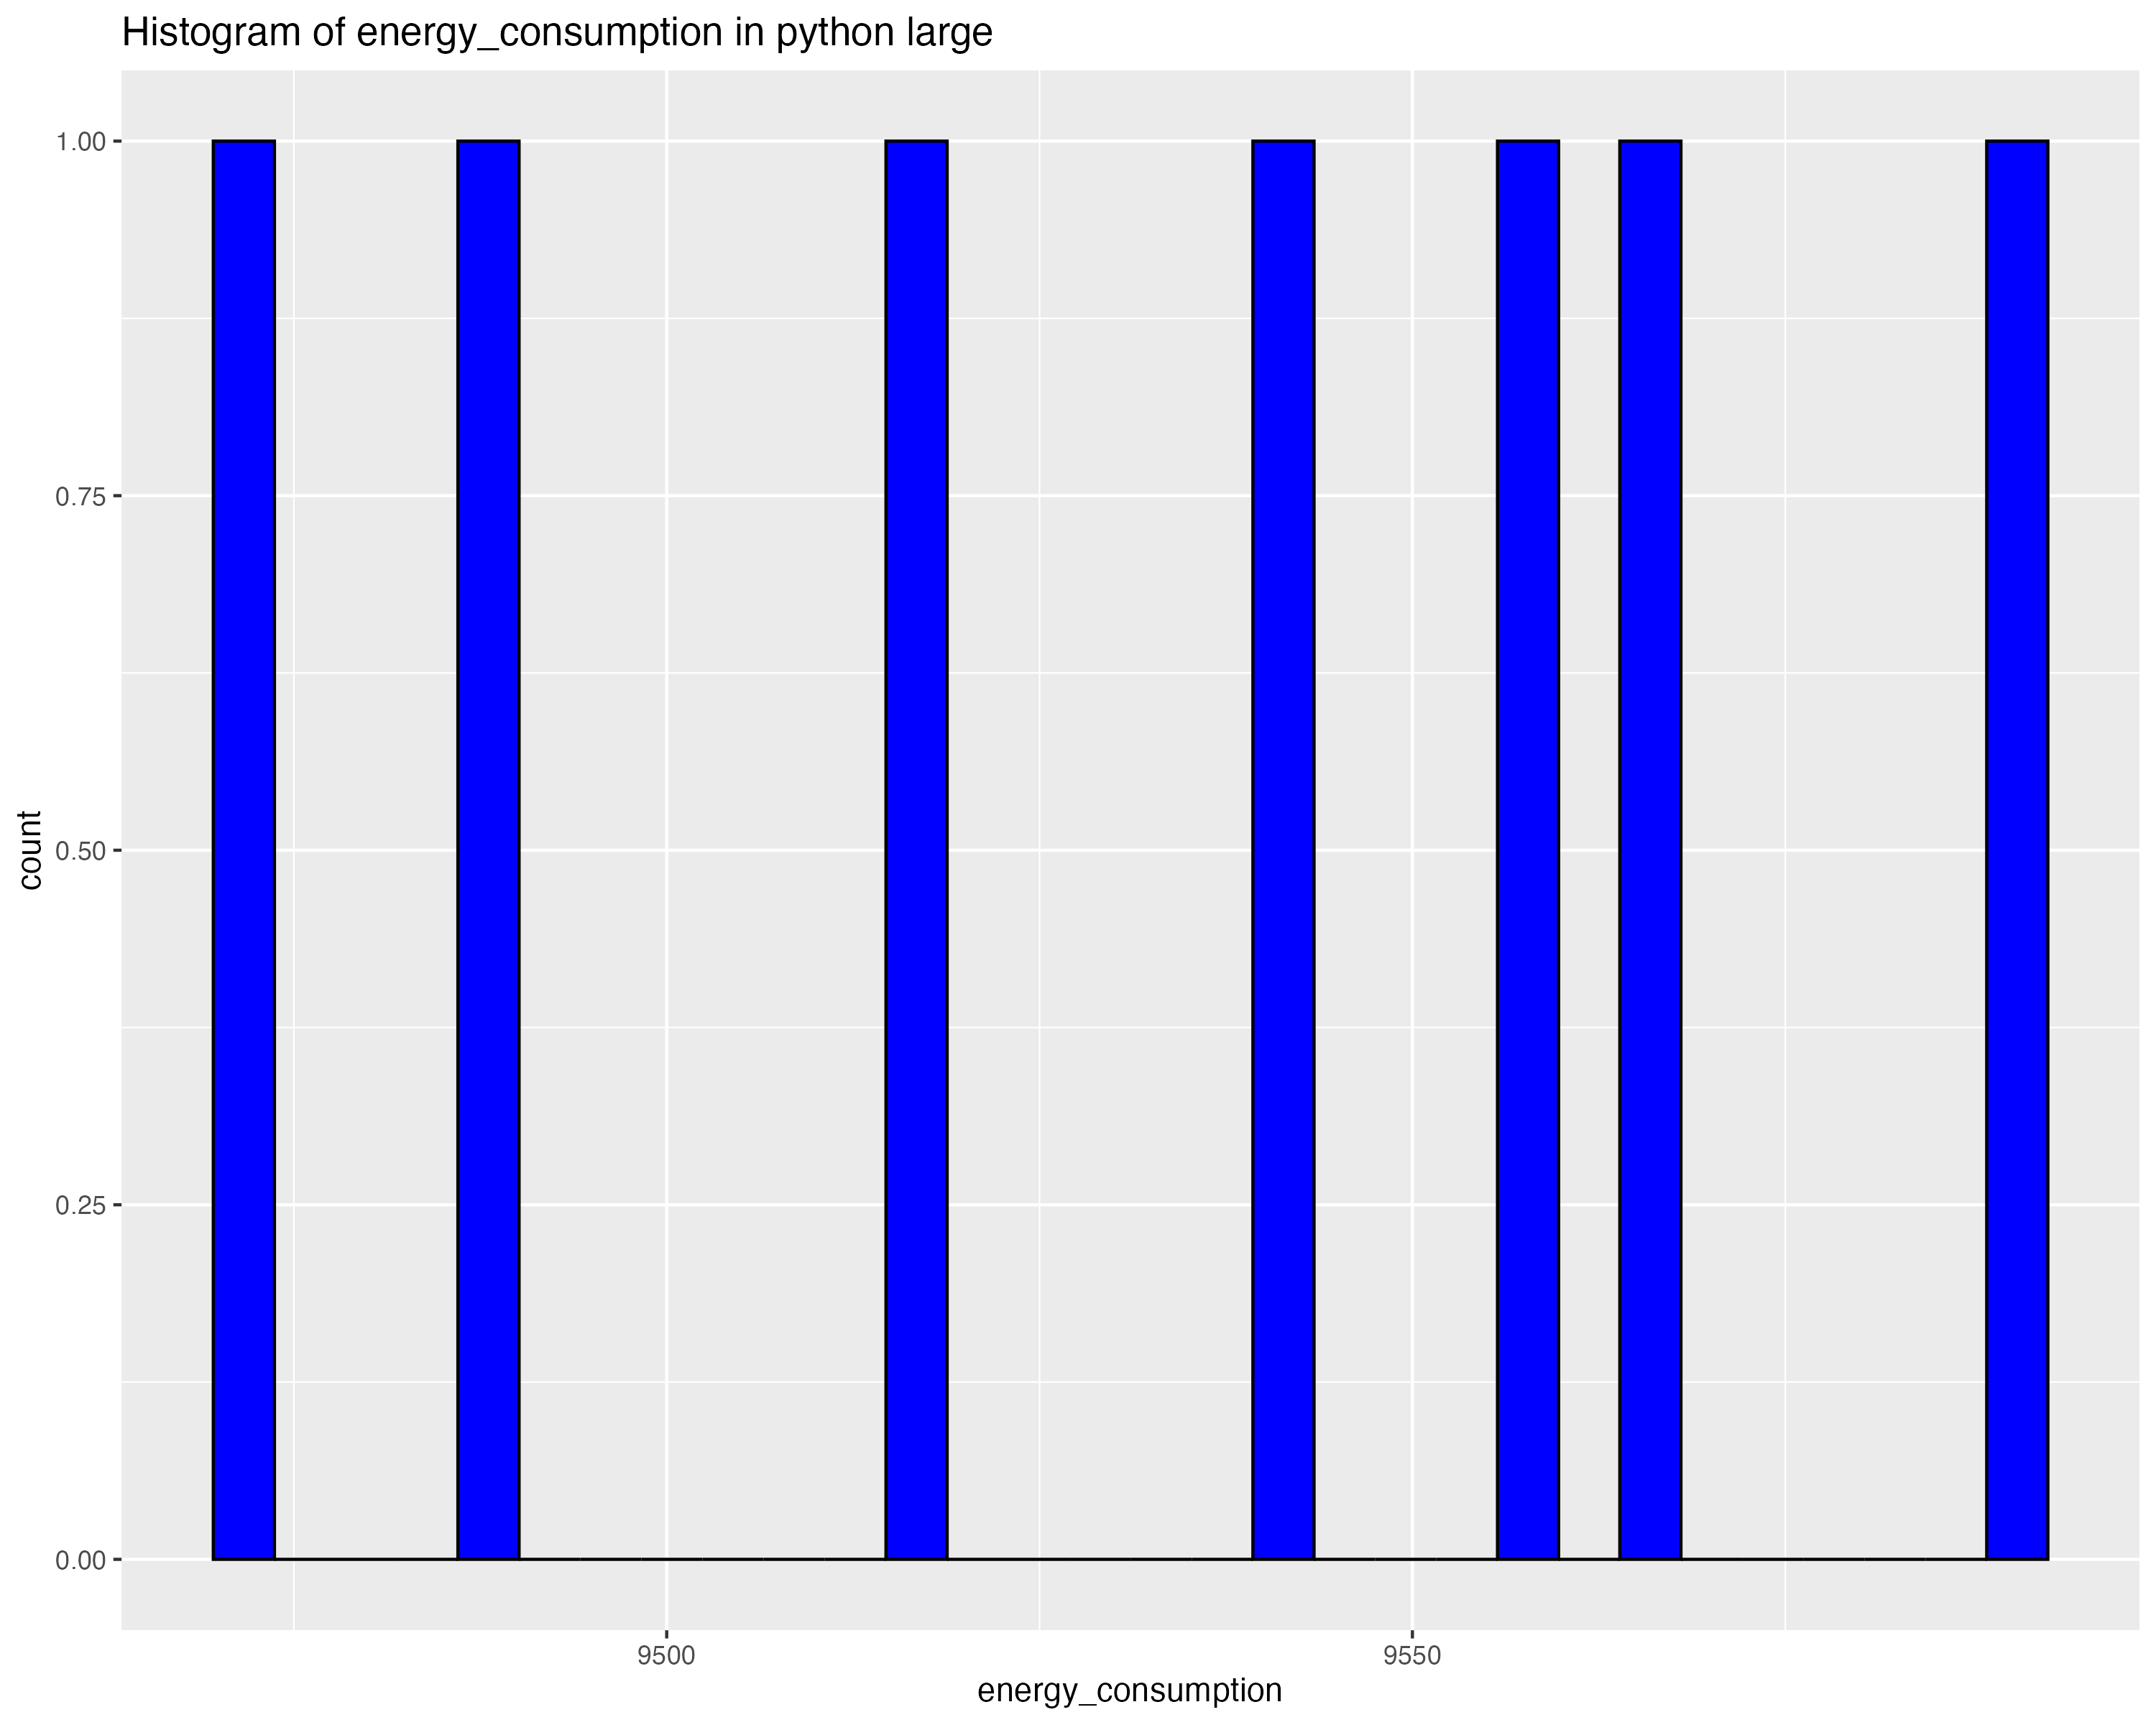 Histogram of energy_consumption in python large
1.00
0.75
0.50
0.25
0.00
count
9500
9550
energy_consumption